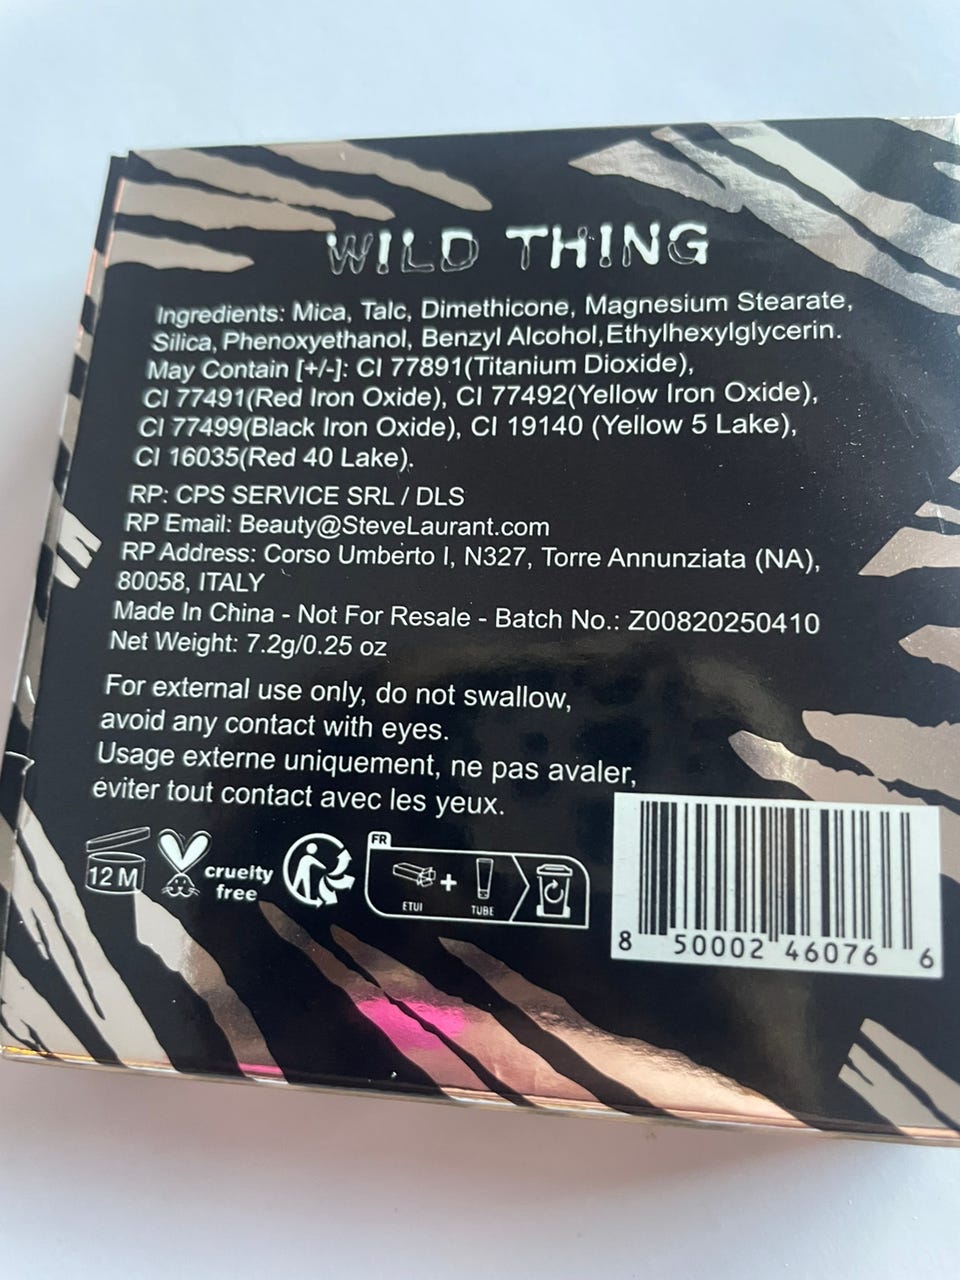 WILD THING
Ingredients: Mica, Talc, Dimethicone, Magnesium Stearate,
Silica, Phenoxyethanol, Benzyl Alcohol, Ethylhexylglycerin.
May Contain [+/-]: CI 77891(Titanium Dioxide),
CI 77491(Red Iron Oxide), CI 77492(Yellow Iron Oxide),
CI 77499(Black Iron Oxide), CI 19140 (Yellow 5 Lake),
CI 16035(Red 40 Lake).
RP: CPS SERVICE SRL / DLS
RP Email: Beauty@SteveLaurant.com
RP Address: Corso Umberto I, N327, Torre Annunziata (NA),
80058, ITALY
Made In China - Not For Resale - Batch No.: Z00820250410
Net Weight: 7.2g/0.25 oz
For external use only, do not swallow,
avoid any contact with eyes.
Usage externe uniquement, ne pas avaler,
éviter tout contact avec les yeux.
12 M
cruelty
free
FR
ETUI + TUBE
8 50002 46076 6